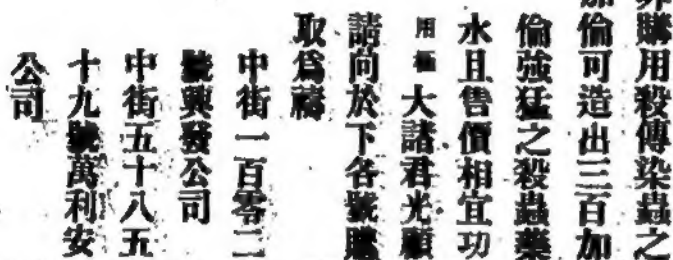 購用殺傳染蟲之
加倫可造出三百加
倫強猛之殺蟲藥
水且售價相宜功
用極大諸君光顧
請向於下各號購
取為禱
中街一百零二
號興發公司
中街五十八五
十九號萬利安
公司